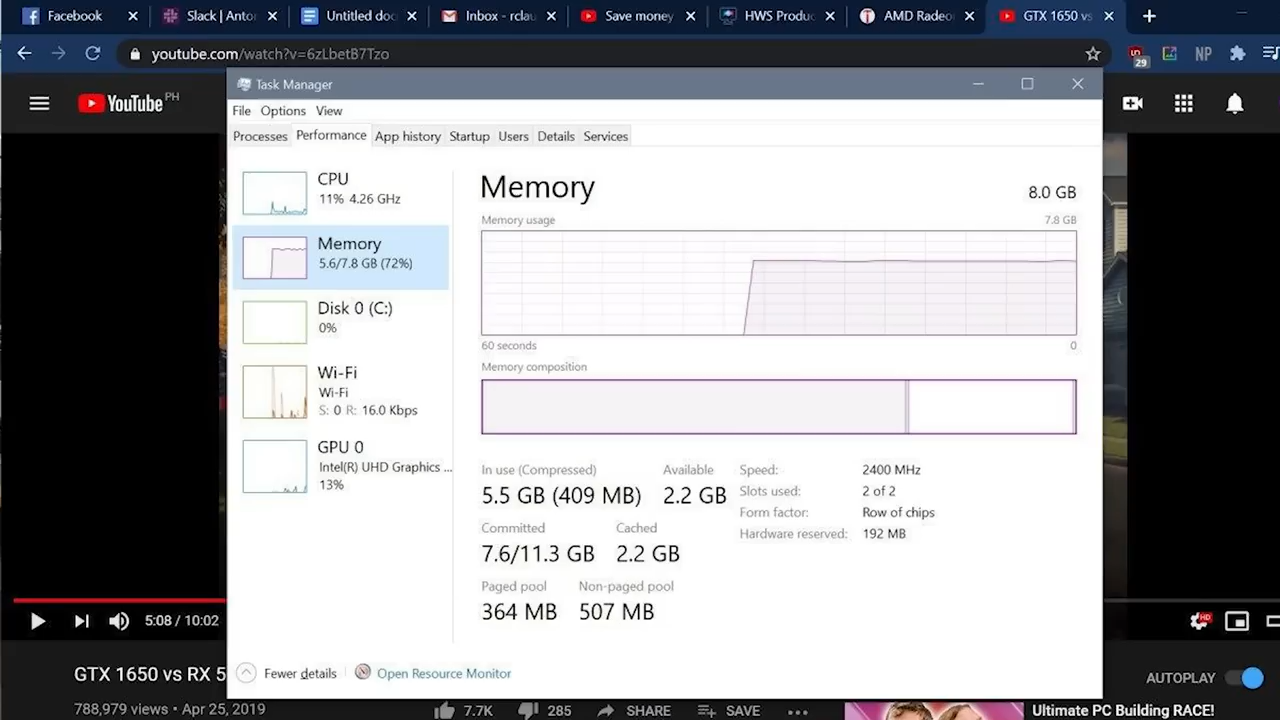 Facebook
Slack | Anto
Untitled doc
Inbox - rclau
Save money
HWS Produc
AMD Radeo
GTX 1650 vs
youtube.com/watch?v=6zLbetB7Tzo
29
NP
YouTube PH
Task Manager
File Options View
Processes Performance App history Startup Users Details Services
CPU
11% 4.26 GHz
Memory
5.6/7.8 GB (72%)
Disk 0 (C:)
0%
Wi-Fi
Wi-Fi
S: 0 R: 16.0 Kbps
GPU 0
Intel(R) UHD Graphics ...
13%
Memory 8.0 GB
Memory usage 7.8 GB
60 seconds 0
Memory composition
In use (Compressed) Available
5.5 GB (409 MB) 2.2 GB
Committed Cached
7.6/11.3 GB 2.2 GB
Paged pool Non-paged pool
364 MB 507 MB
Speed: 2400 MHz
Slots used: 2 of 2
Form factor: Row of chips
Hardware reserved: 192 MB
Fewer details Open Resource Monitor
5:08 / 10:02
HD
GTX 1650 vs RX 5
788,979 views • Apr 25, 2019
7.7K 285 SHARE SAVE ...
AUTOPLAY
Ultimate PC Building RACE!